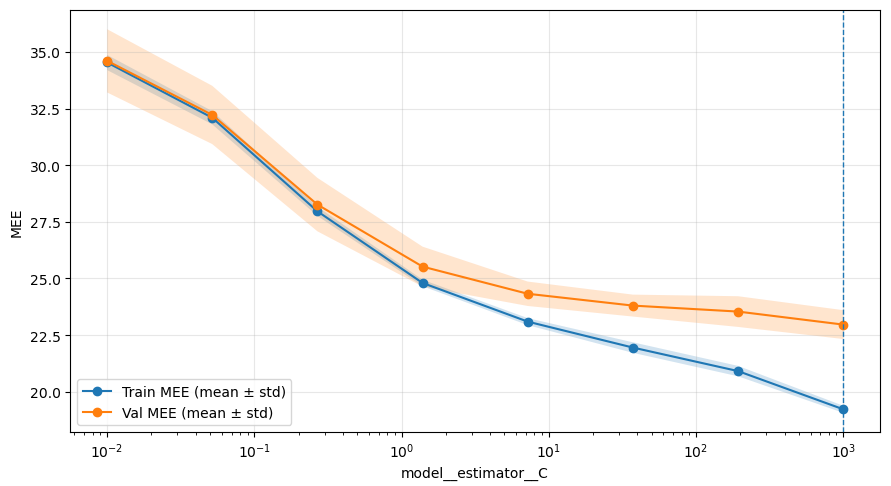 35.0
32.5
30.0
27.5
25.0
22.5
20.0
MEE
Train MEE (mean ± std)
Val MEE (mean ± std)
10⁻² 10⁻¹ 10⁰ 10¹ 10² 10³
model__estimator__C